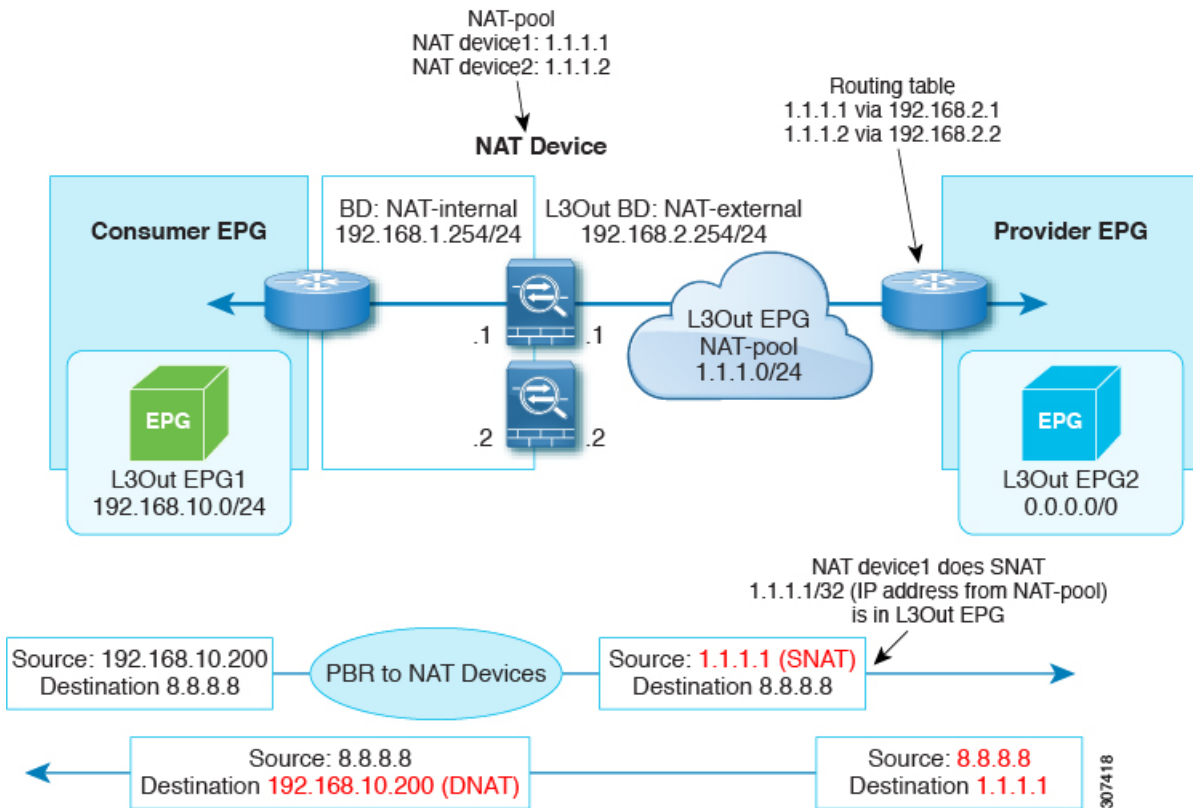 NAT-pool
NAT device1: 1.1.1.1
NAT device2: 1.1.1.2
Routing table
1.1.1.1 via 192.168.2.1
1.1.1.2 via 192.168.2.2
NAT Device
Consumer EPG
BD: NAT-internal
192.168.1.254/24
L3Out BD: NAT-external
192.168.2.254/24
Provider EPG
.1
.1
L3Out EPG
NAT-pool
1.1.1.0/24
.2
.2
EPG
L3Out EPG1
192.168.10.0/24
EPG
L3Out EPG2
0.0.0.0/0
NAT device1 does SNAT
1.1.1.1/32 (IP address from NAT-pool)
is in L3Out EPG
Source: 192.168.10.200
Destination 8.8.8.8
PBR to NAT Devices
Source: 1.1.1.1 (SNAT)
Destination 8.8.8.8
Source: 8.8.8.8
Destination 192.168.10.200 (DNAT)
Source: 8.8.8.8
Destination 1.1.1.1
307418